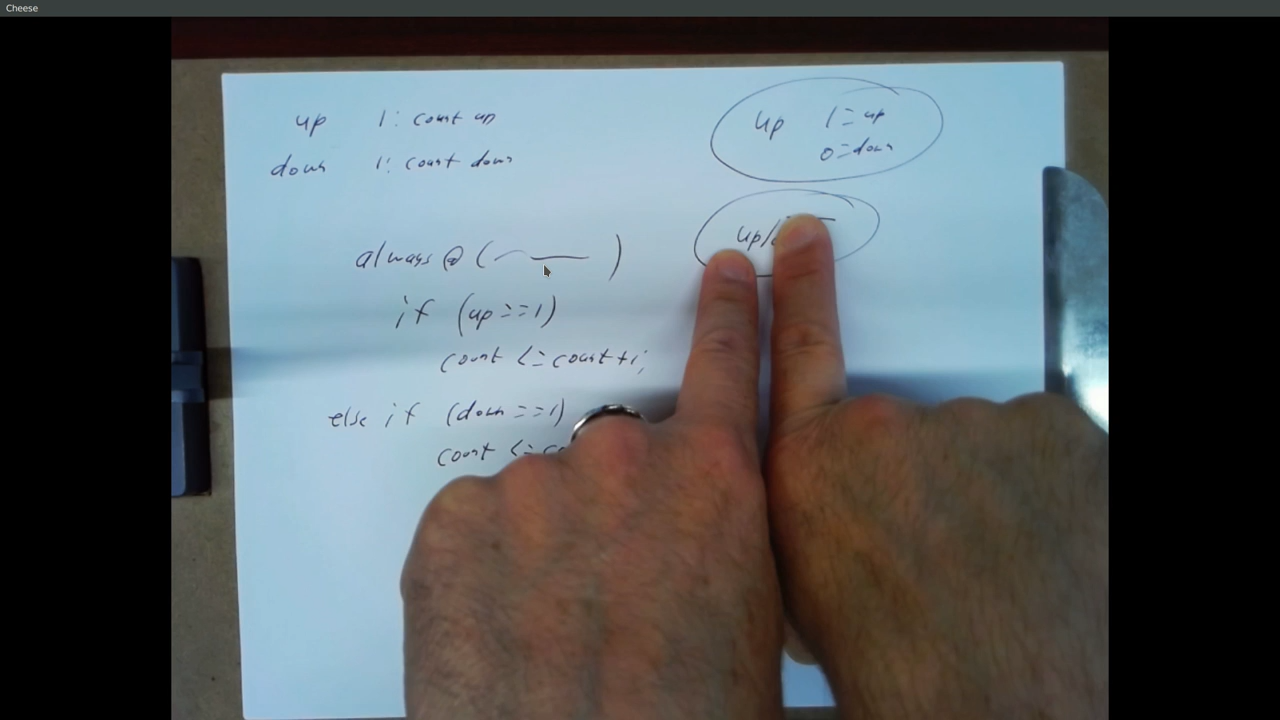 Cheese
up 1: count up
down 1: count down
up 1=up
0=down
up/
always @ ( )
if (up==1)
count <= count+1;
else if (down==1)
count <=